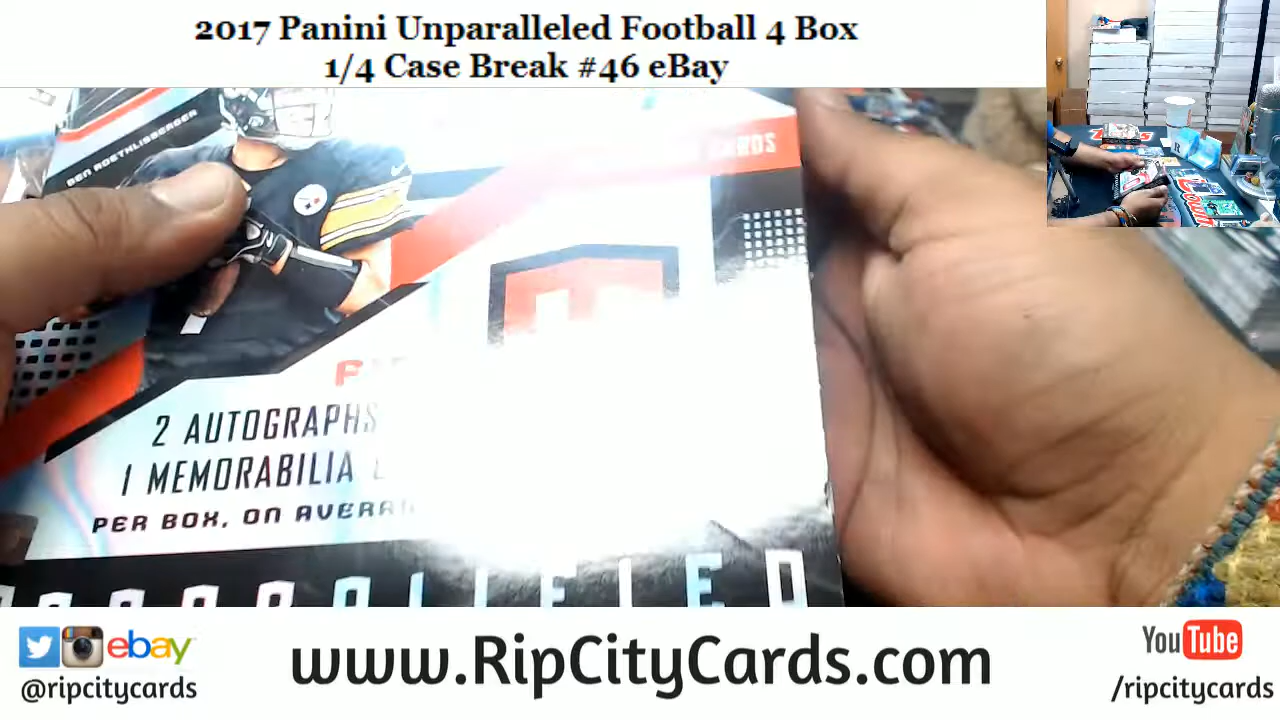 2017 Panini Unparalleled Football 4 Box
1/4 Case Break #46 eBay
BEN ROETHLISBERGER
CARDS
2 AUTOGRAPHS
1 MEMORABILIA
PER BOX, ON
ebay
@ripcitycards
www.RipCityCards.com
YouTube
/ripcitycards